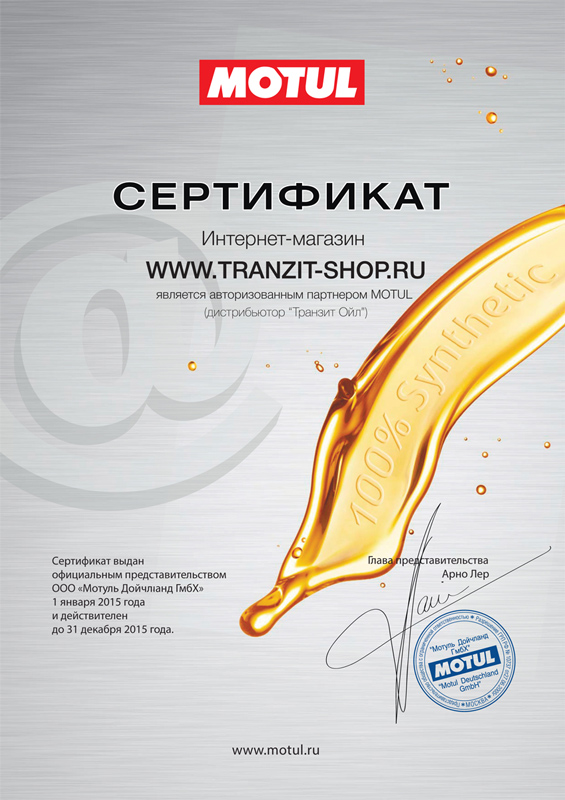 MOTUL
СЕРТИФИКАТ
Интернет-магазин
WWW.TRANZIT-SHOP.RU
является авторизованным партнером MOTUL
(дистрибьютор "Транзит Ойл")
100% Synthetic
Сертификат выдан
официальным представительством
ООО «Мотуль Дойчланд ГмбХ»
1 января 2015 года
и действителен
до 31 декабря 2015 года.
Глава представительства
Арно Лер
"Мотуль Дойчланд
ГмбХ"
MOTUL
"Motul Deutschland
GmbH"
МОСКВА
www.motul.ru